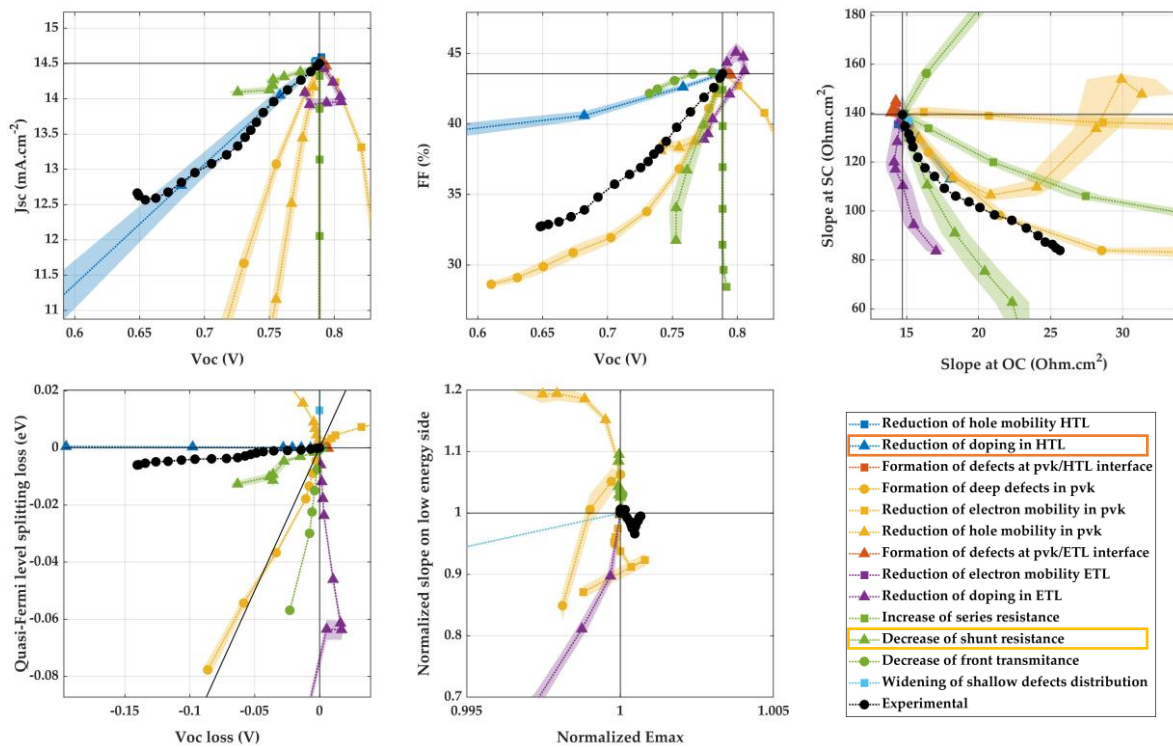 15
14.5
14
13.5
13
12.5
12
11.5
11
Jsc (mA.cm⁻²)
0.6
0.65
0.7
0.75
0.8
Voc (V)
45
40
35
30
FF (%)
0.6
0.65
0.7
0.75
0.8
Voc (V)
180
160
140
120
100
80
60
Slope at SC (Ohm.cm²)
15
20
25
30
Slope at OC (Ohm.cm²)
0.02
0
-0.02
-0.04
-0.06
-0.08
Quasi-Fermi level splitting loss (eV)
-0.15
-0.1
-0.05
0
Voc loss (V)
1.2
1.1
1
0.9
0.8
0.7
Normalized slope on low energy side
0.995
1
1.005
Normalized Emax
Reduction of hole mobility HTL
Reduction of doping in HTL
Formation of defects at pvk/HTL interface
Formation of deep defects in pvk
Reduction of electron mobility in pvk
Reduction of hole mobility in pvk
Formation of defects at pvk/ETL interface
Reduction of electron mobility ETL
Reduction of doping in ETL
Increase of series resistance
Decrease of shunt resistance
Decrease of front transmitance
Widening of shallow defects distribution
Experimental